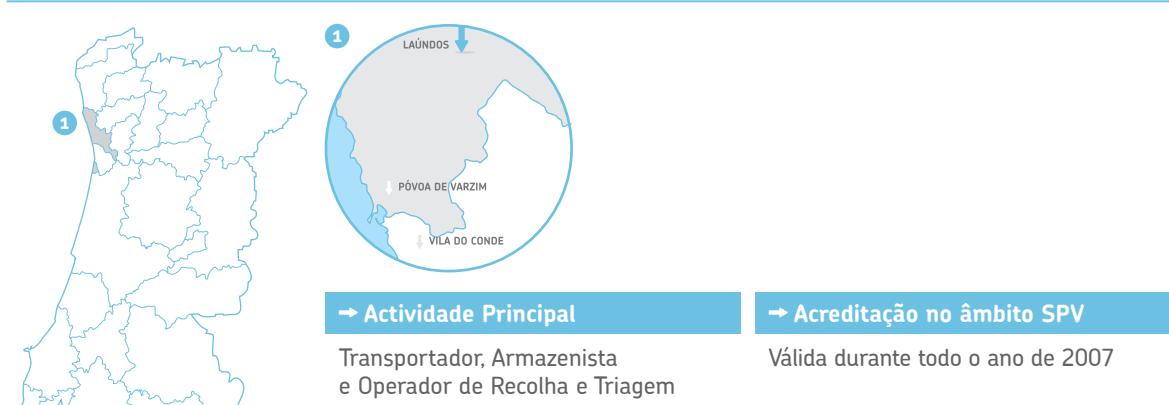 1
LAÚNDOS
1
PÓVOA DE VARZIM
VILA DO CONDE
→ Actividade Principal
Transportador, Armazenista
e Operador de Recolha e Triagem
→ Acreditação no âmbito SPV
Válida durante todo o ano de 2007